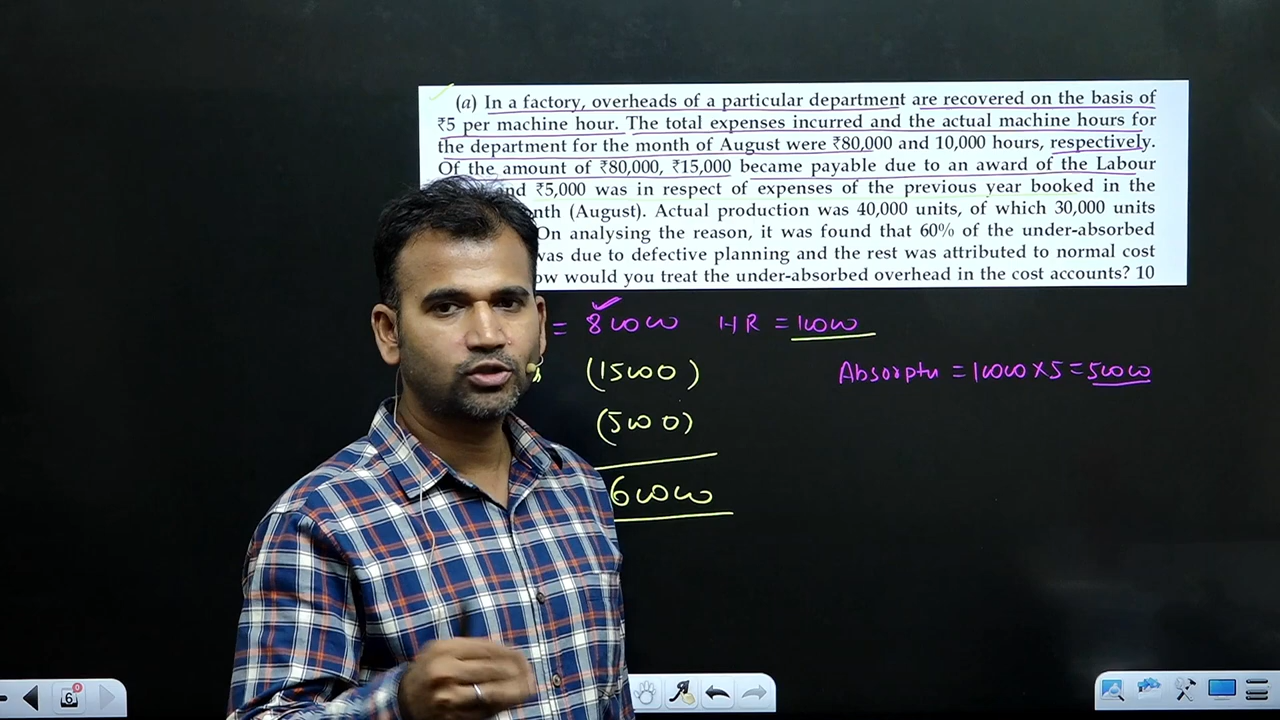 (a) In a factory, overheads of a particular department are recovered on the basis of
₹5 per machine hour. The total expenses incurred and the actual machine hours for
the department for the month of August were ₹80,000 and 10,000 hours, respectively.
Of the amount of ₹80,000, ₹15,000 became payable due to an award of the Labour
₹5,000 was in respect of expenses of the previous year booked in the
(August). Actual production was 40,000 units, of which 30,000 units
On analysing the reason, it was found that 60% of the under-absorbed
was due to defective planning and the rest was attributed to normal cost
would you treat the under-absorbed overhead in the cost accounts? 10
= 80000 HR = 10000
(15000)
Absorptn = 10000 x 5 = 50000
(5000)
60000
6